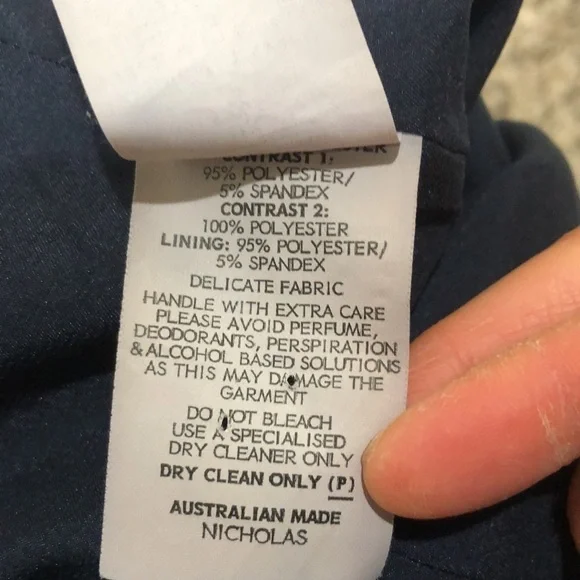 CONTRAST 1:
95% POLYESTER/
5% SPANDEX
CONTRAST 2:
100% POLYESTER
LINING: 95% POLYESTER/
5% SPANDEX
DELICATE FABRIC
HANDLE WITH EXTRA CARE
PLEASE AVOID PERFUME,
DEODORANTS, PERSPIRATION
& ALCOHOL BASED SOLUTIONS
AS THIS MAY DAMAGE THE
GARMENT
DO NOT BLEACH
USE A SPECIALISED
DRY CLEANER ONLY
DRY CLEAN ONLY (P)
AUSTRALIAN MADE
NICHOLAS